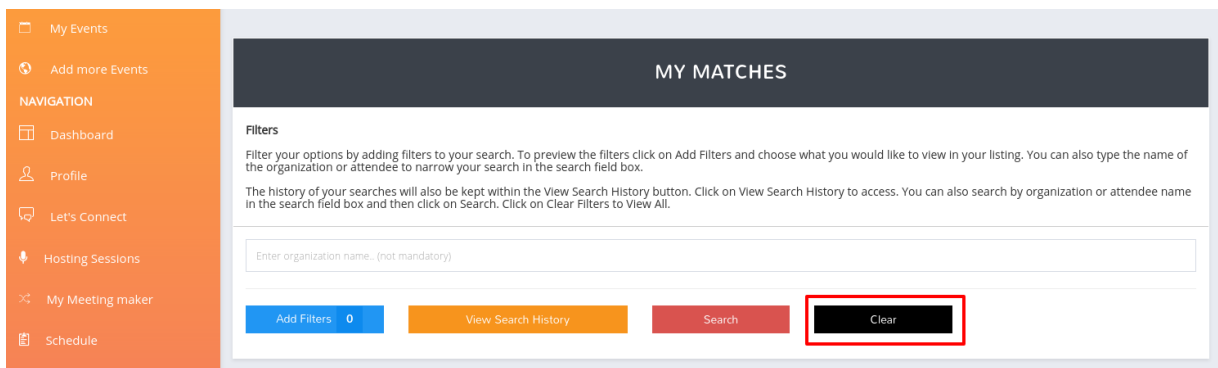 My Events
Add more Events
NAVIGATION
Dashboard
Profile
Let's Connect
Hosting Sessions
My Meeting maker
Schedule
MY MATCHES
Filters
Filter your options by adding filters to your search. To preview the filters click on Add Filters and choose what you would like to view in your listing. You can also type the name of
the organization or attendee to narrow your search in the search field box.
The history of your searches will also be kept within the View Search History button. Click on View Search History to access. You can also search by organization or attendee name
in the search field box and then click on Search. Click on Clear Filters to View All.
Enter organization name.. (not mandatory)
Add Filters 0 View Search History Search Clear